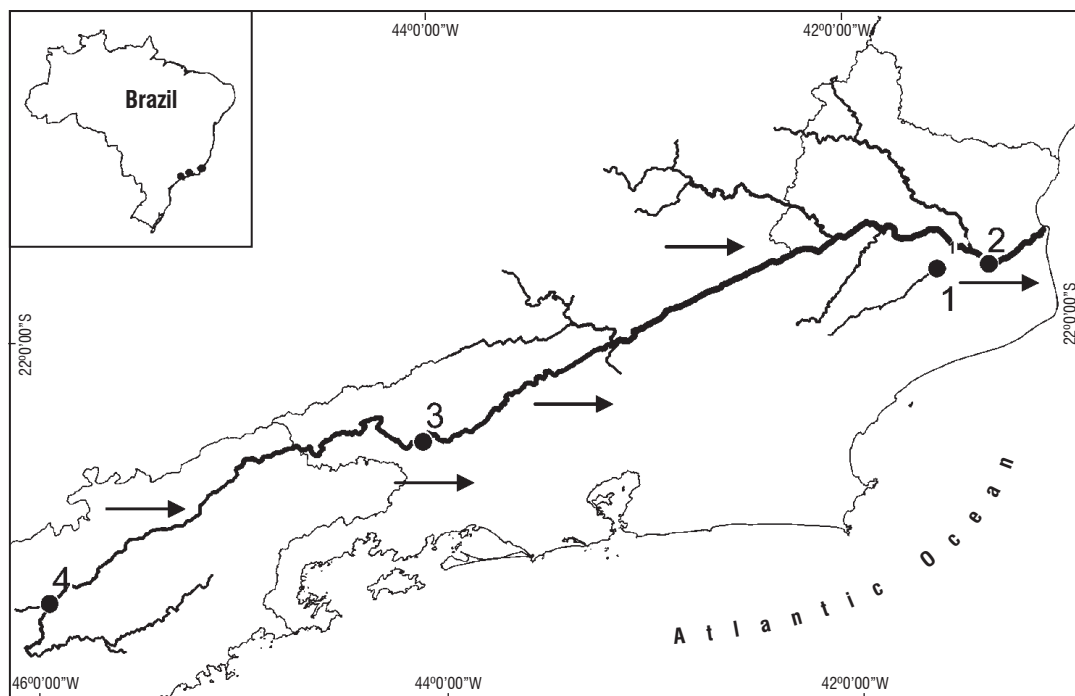 44º0’00”W
42º0’00”W
Brazil
2
1
22º0’00”S
22º0’00”S
3
4
Atlantic Ocean
46º0’00”W
44º0’00”W
42º0’00”W